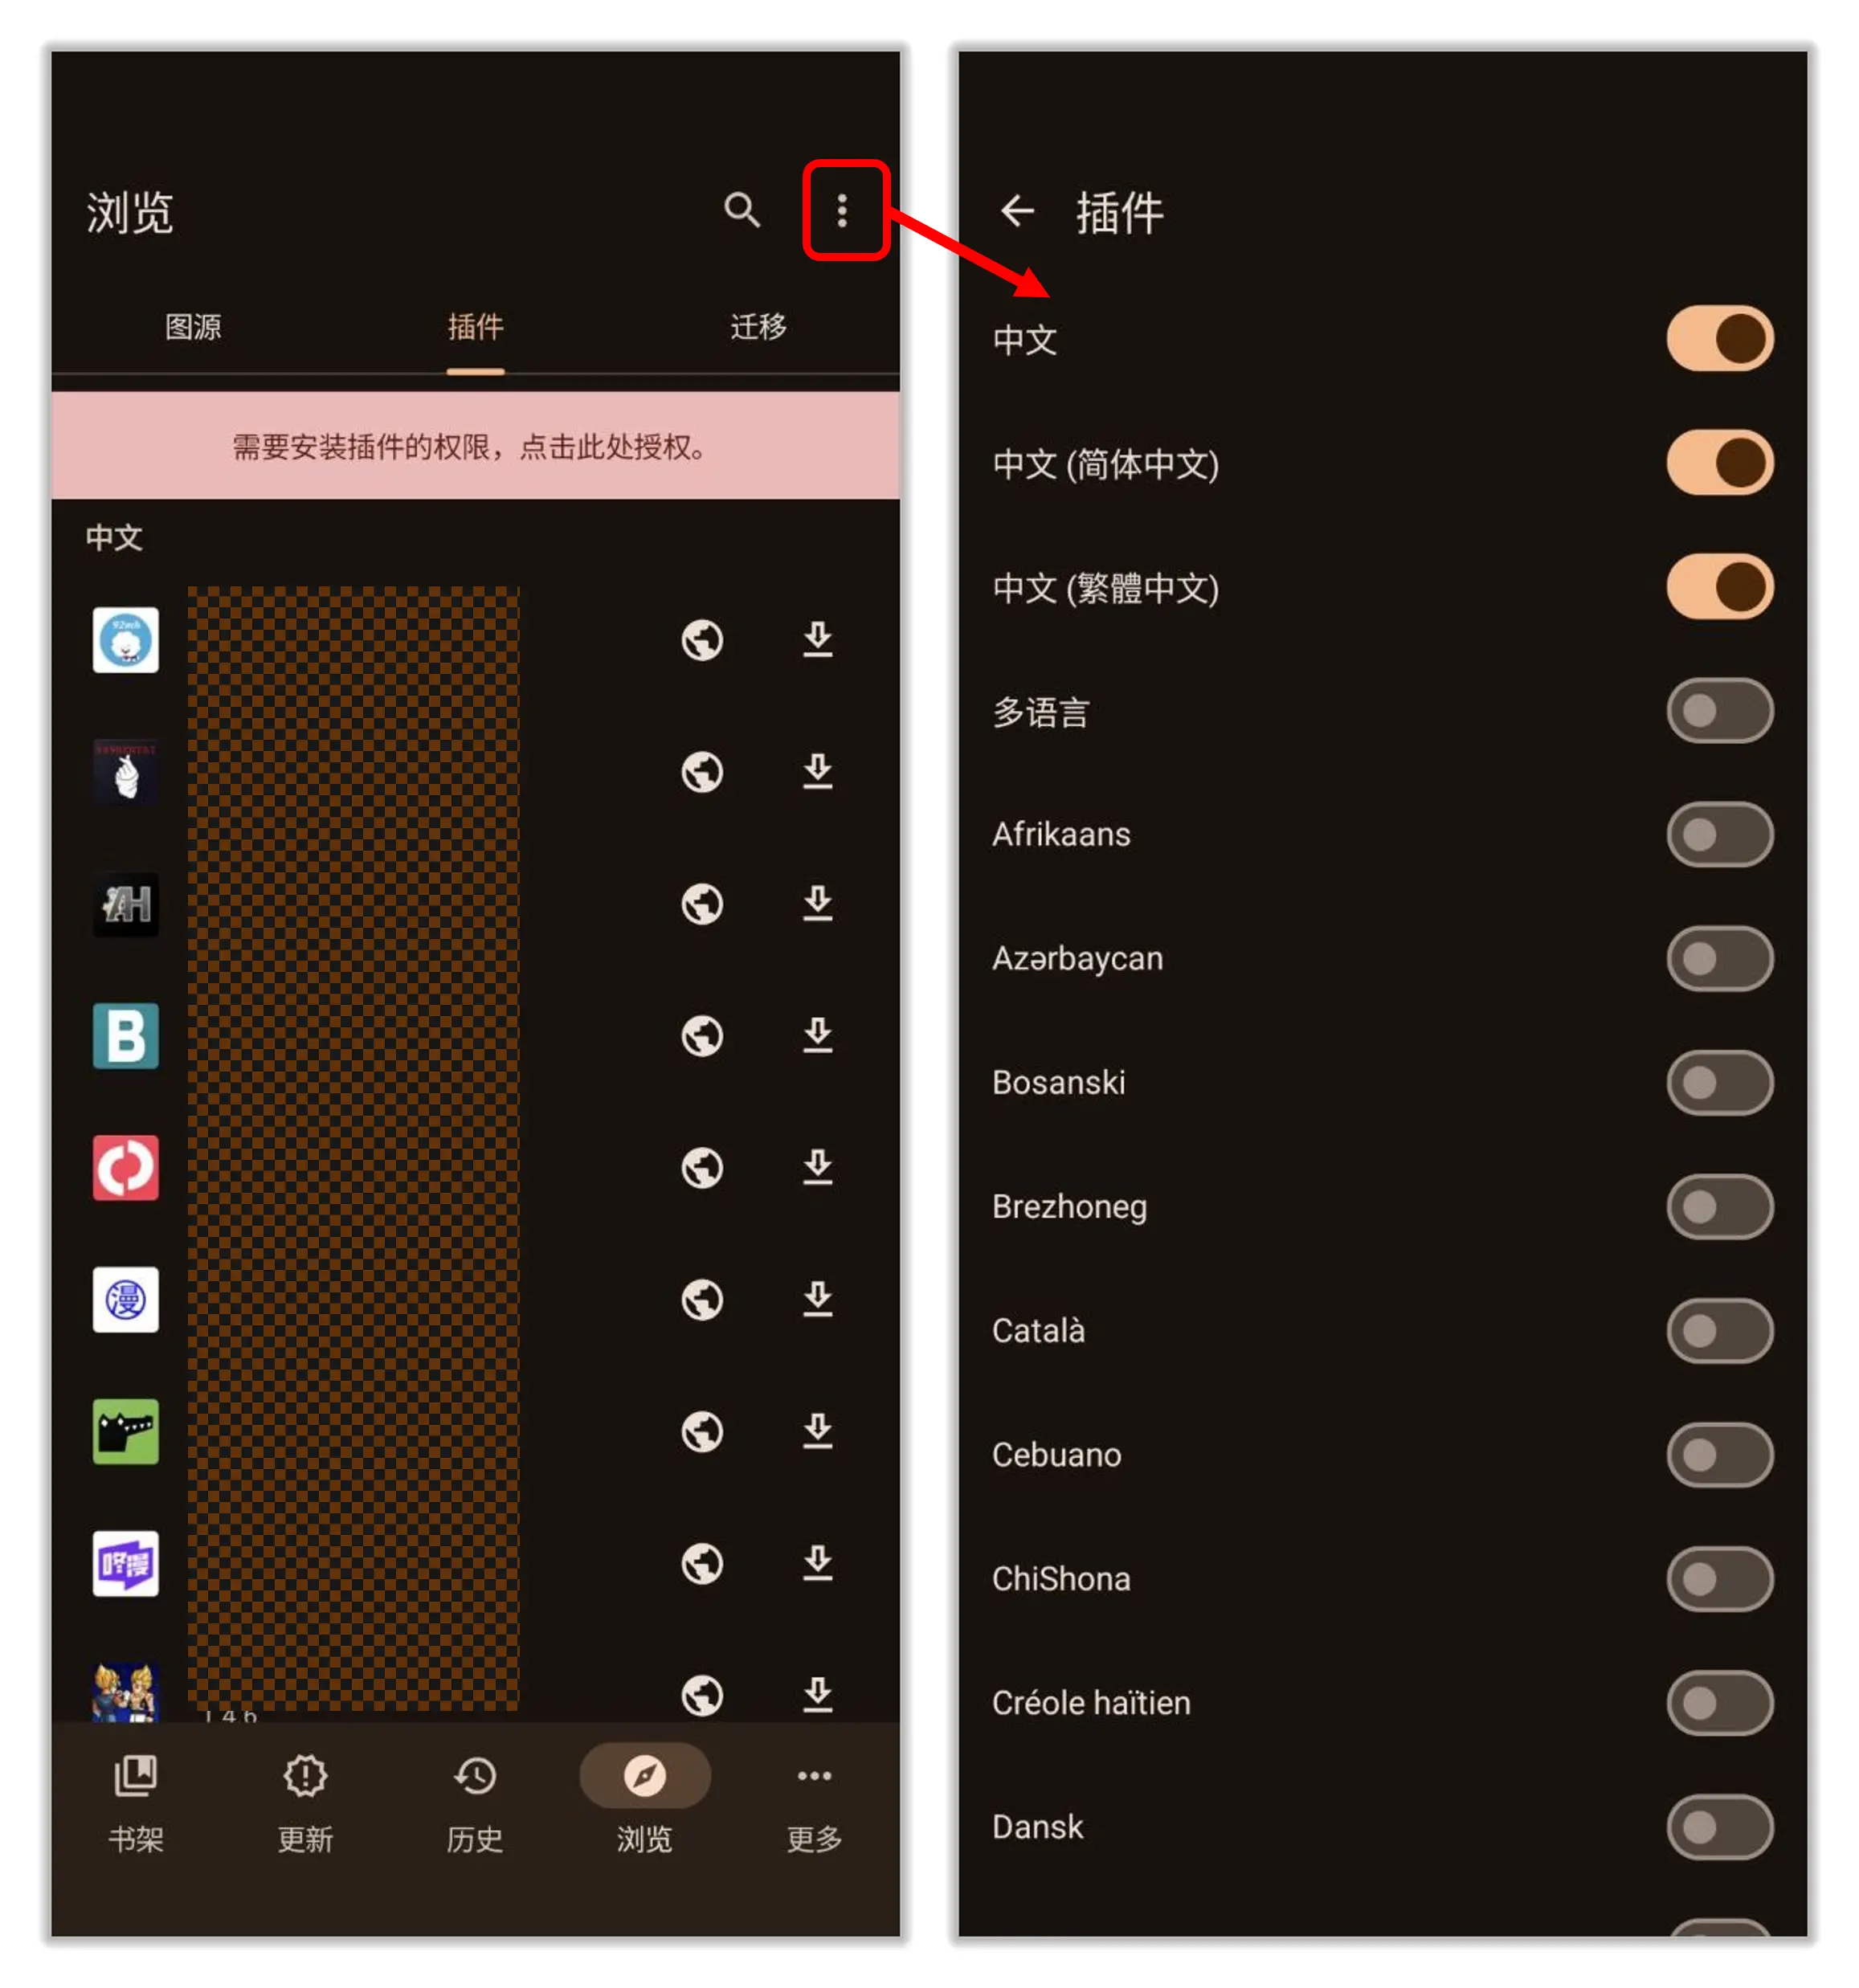 浏览
图源
插件
迁移
需要安装插件的权限，点击此处授权。
中文
B
漫
咚漫
书架
更新
历史
浏览
更多
插件
中文
中文 (简体中文)
中文 (繁體中文)
多语言
Afrikaans
Azərbaycan
Bosanski
Brezhoneg
Català
Cebuano
ChiShona
Créole haïtien
Dansk